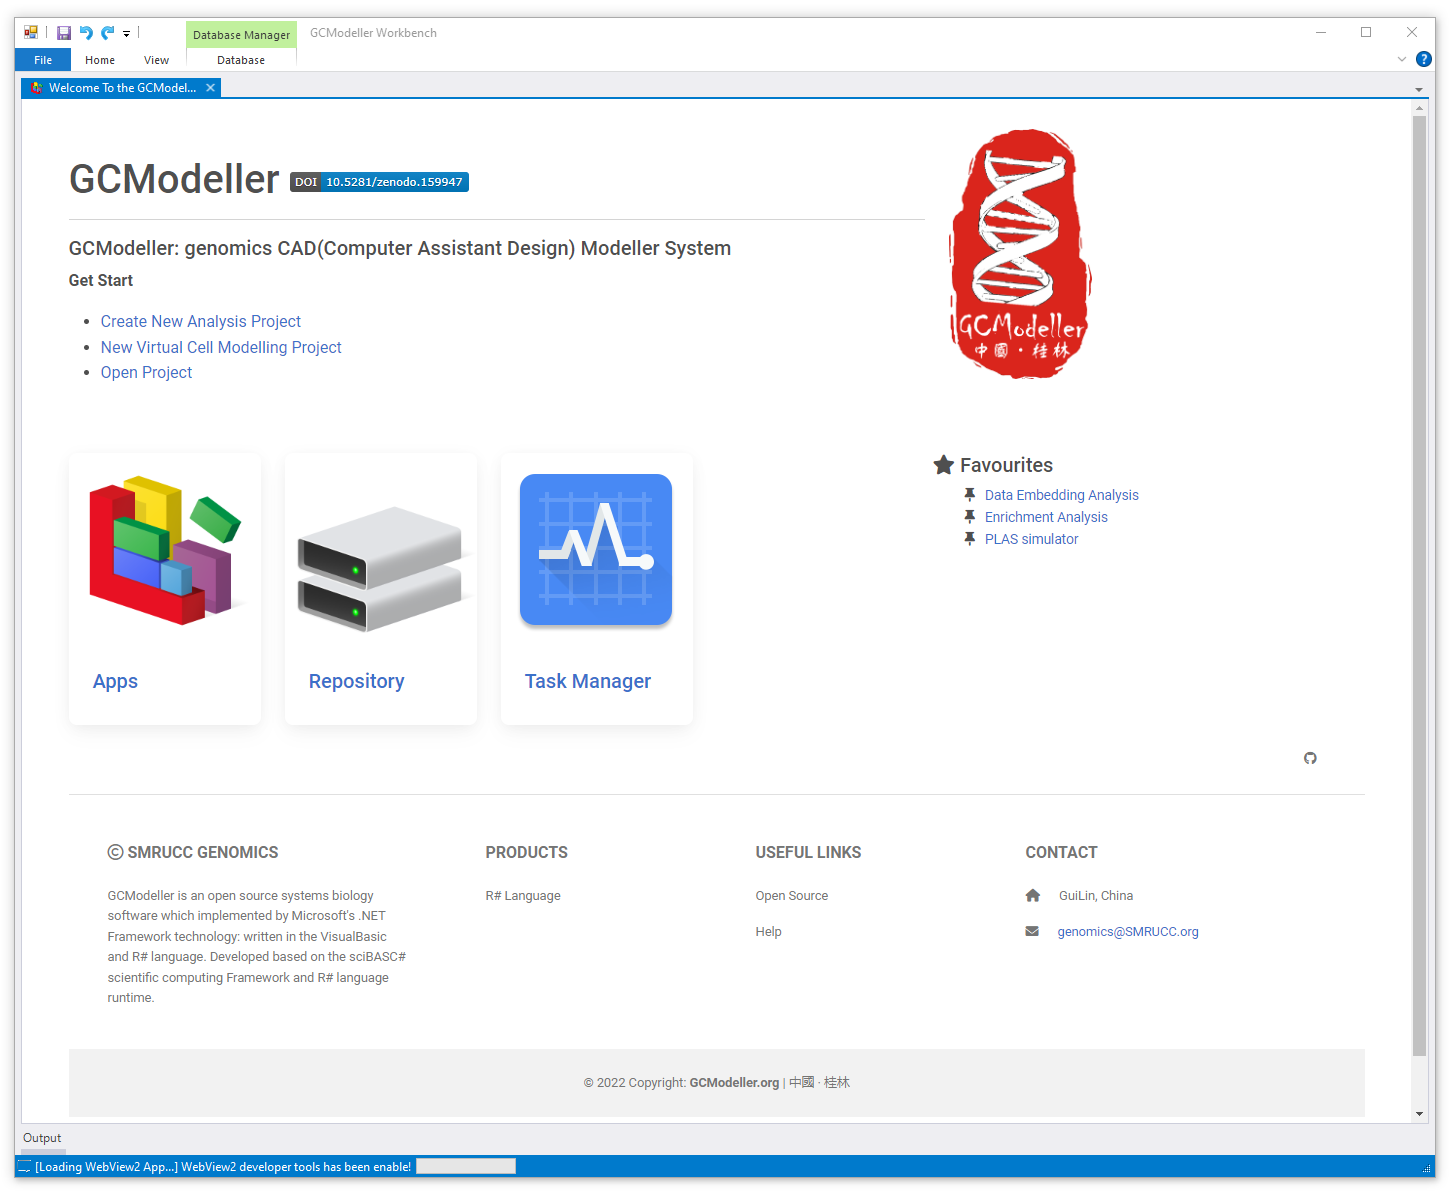 Database Manager
GCModeller Workbench
File
Home
View
Database
Welcome To the GCModel...
GCModeller
DOI 10.5281/zenodo.159947
GCModeller: genomics CAD(Computer Assistant Design) Modeller System
Get Start
Create New Analysis Project
New Virtual Cell Modelling Project
Open Project
GCModeller
中國·桂林
Apps
Repository
Task Manager
Favourites
Data Embedding Analysis
Enrichment Analysis
PLAS simulator
© SMRUCC GENOMICS
GCModeller is an open source systems biology
software which implemented by Microsoft's .NET
Framework technology: written in the VisualBasic
and R# language. Developed based on the sciBASC#
scientific computing Framework and R# language
runtime.
PRODUCTS
R# Language
USEFUL LINKS
Open Source
Help
CONTACT
GuiLin, China
genomics@SMRUCC.org
© 2022 Copyright: GCModeller.org | 中國 · 桂林
Output
[Loading WebView2 App...] WebView2 developer tools has been enable!